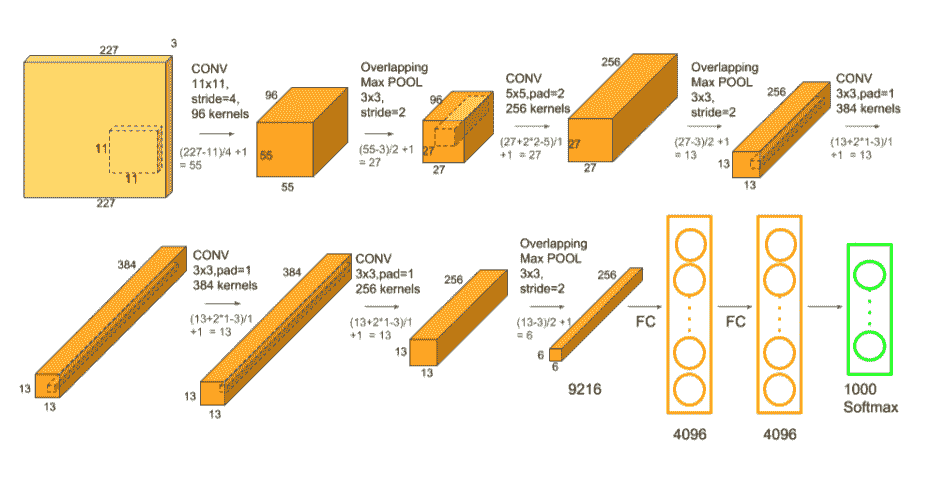 227
3
CONV
11x11,
stride=4,
96 kernels
(227-11)/4 +1
= 55
11
11
227
96
55
55
Overlapping
Max POOL
3x3,
stride=2
(55-3)/2 +1
= 27
96
27
27
CONV
5x5,pad=2
256 kernels
(27+2*2-5)/1
+1 = 27
256
27
27
Overlapping
Max POOL
3x3,
stride=2
(27-3)/2 +1
= 13
256
13
13
CONV
3x3,pad=1
384 kernels
(13+2*1-3)/1
+1 = 13
384
13
13
CONV
3x3,pad=1
384 kernels
(13+2*1-3)/1
+1 = 13
384
13
13
CONV
3x3,pad=1
256 kernels
(13+2*1-3)/1
+1 = 13
256
13
13
Overlapping
Max POOL
3x3,
stride=2
(13-3)/2 +1
= 6
256
6
6
9216
FC
4096
FC
4096
1000
Softmax